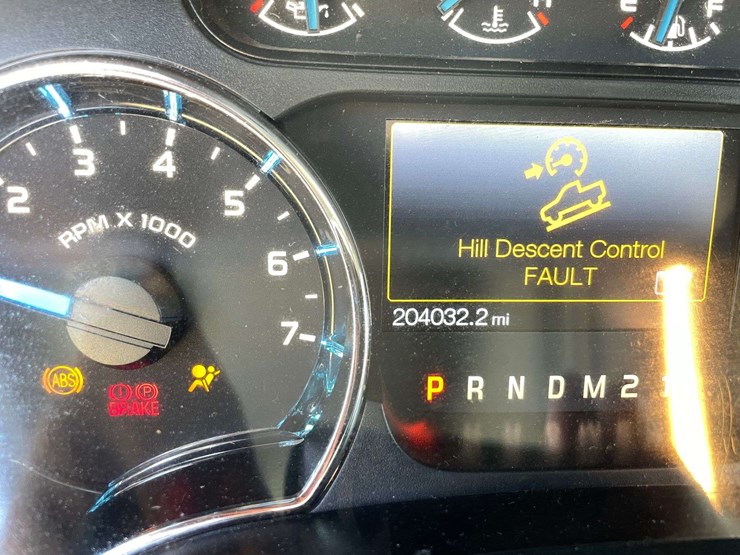 E F
2 3 4 5 6 7
RPM X 1000
Hill Descent Control
FAULT
204032.2 mi
ABS
P
BRAKE
P R N D M 2